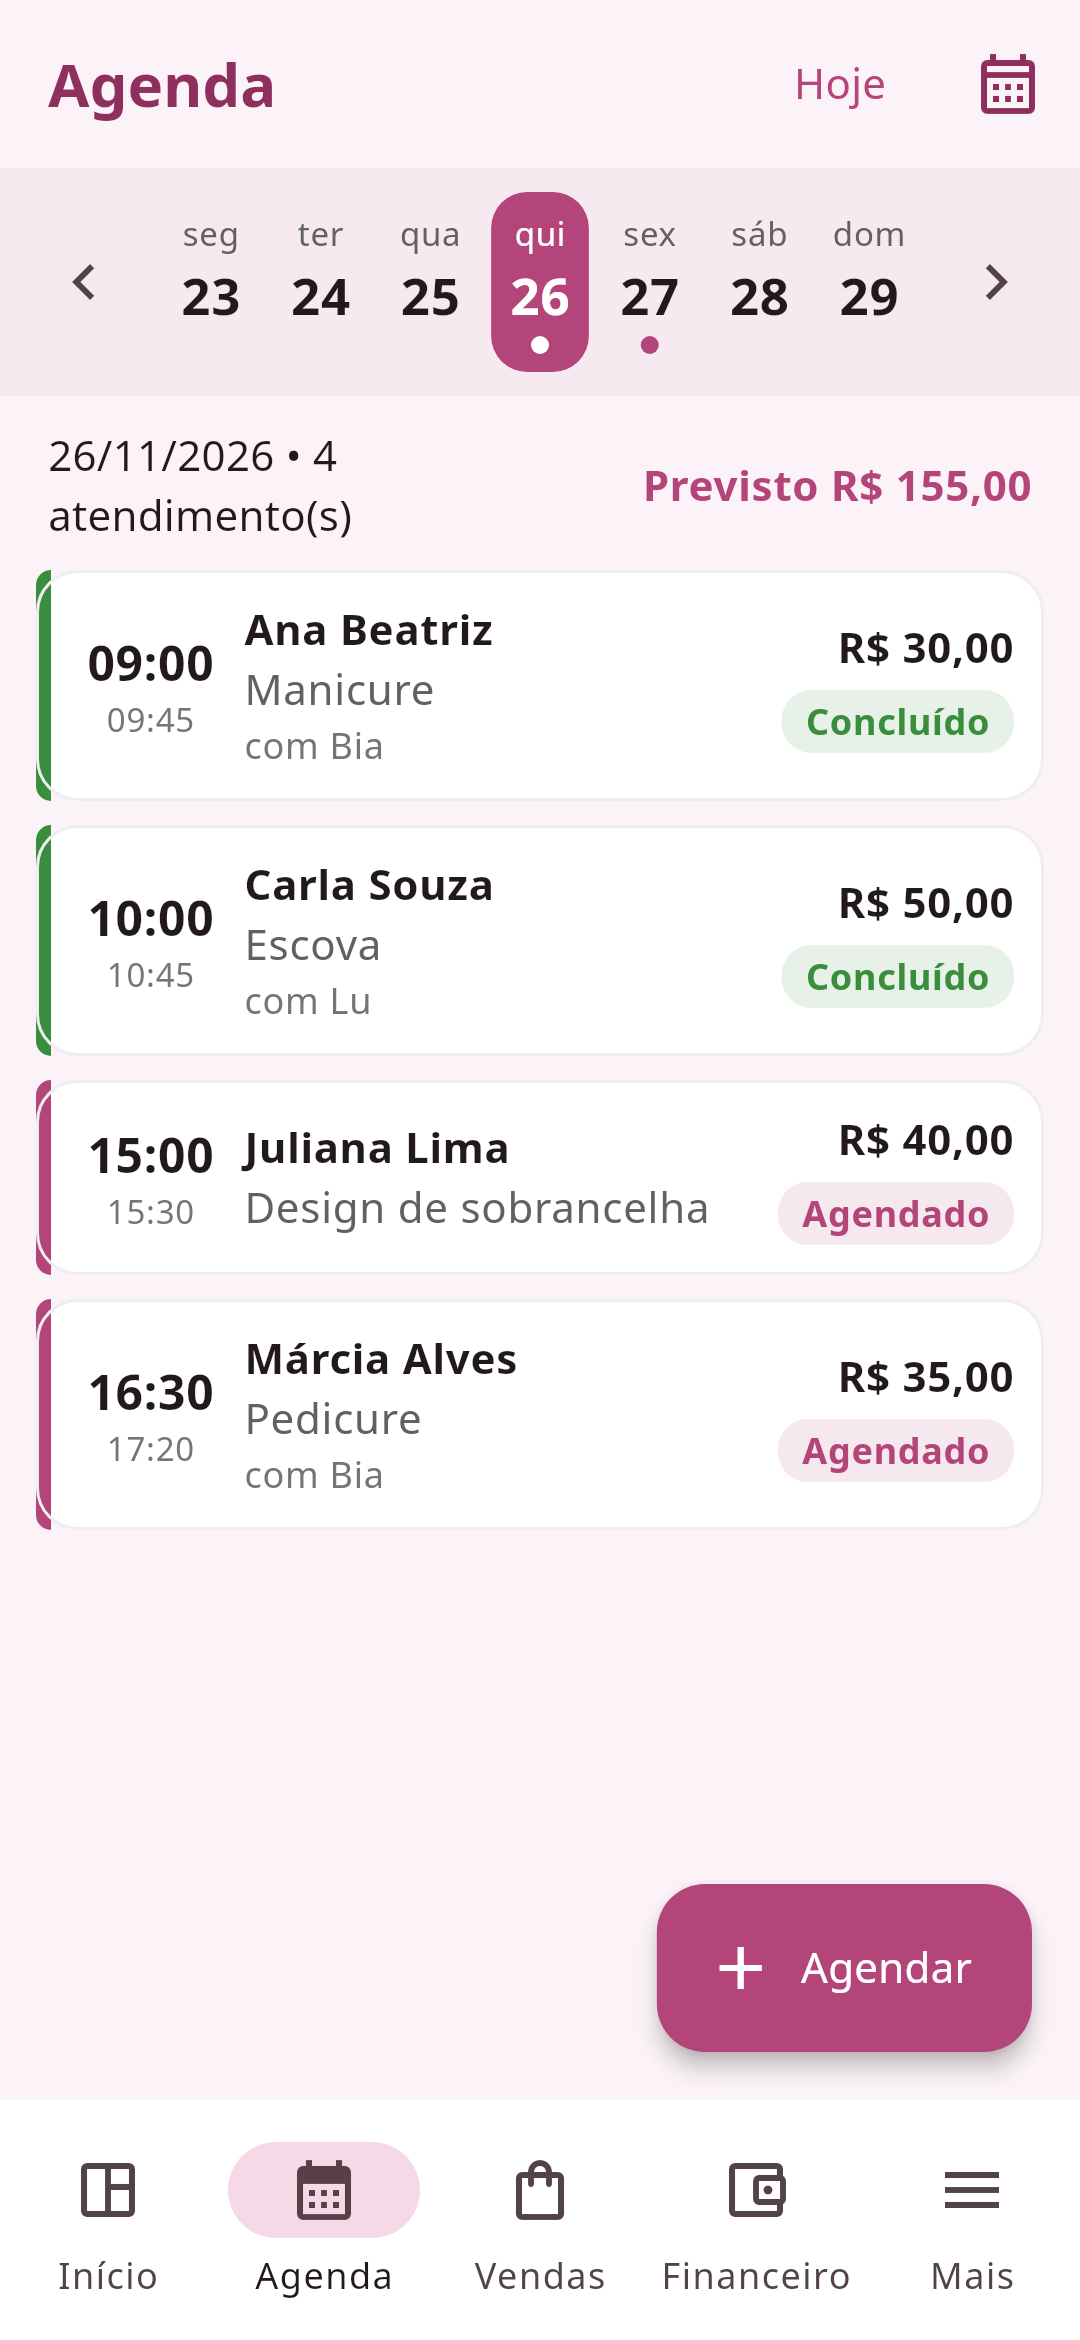 Agenda
Hoje
seg ter qua qui sex sáb dom
23 24 25 26 27 28 29
26/11/2026 • 4
atendimento(s)
Previsto R$ 155,00
09:00
09:45
Ana Beatriz
Manicure
com Bia
R$ 30,00
Concluído
10:00
10:45
Carla Souza
Escova
com Lu
R$ 50,00
Concluído
15:00
15:30
Juliana Lima
Design de sobrancelha
R$ 40,00
Agendado
16:30
17:20
Márcia Alves
Pedicure
com Bia
R$ 35,00
Agendado
+ Agendar
Início Agenda Vendas Financeiro Mais